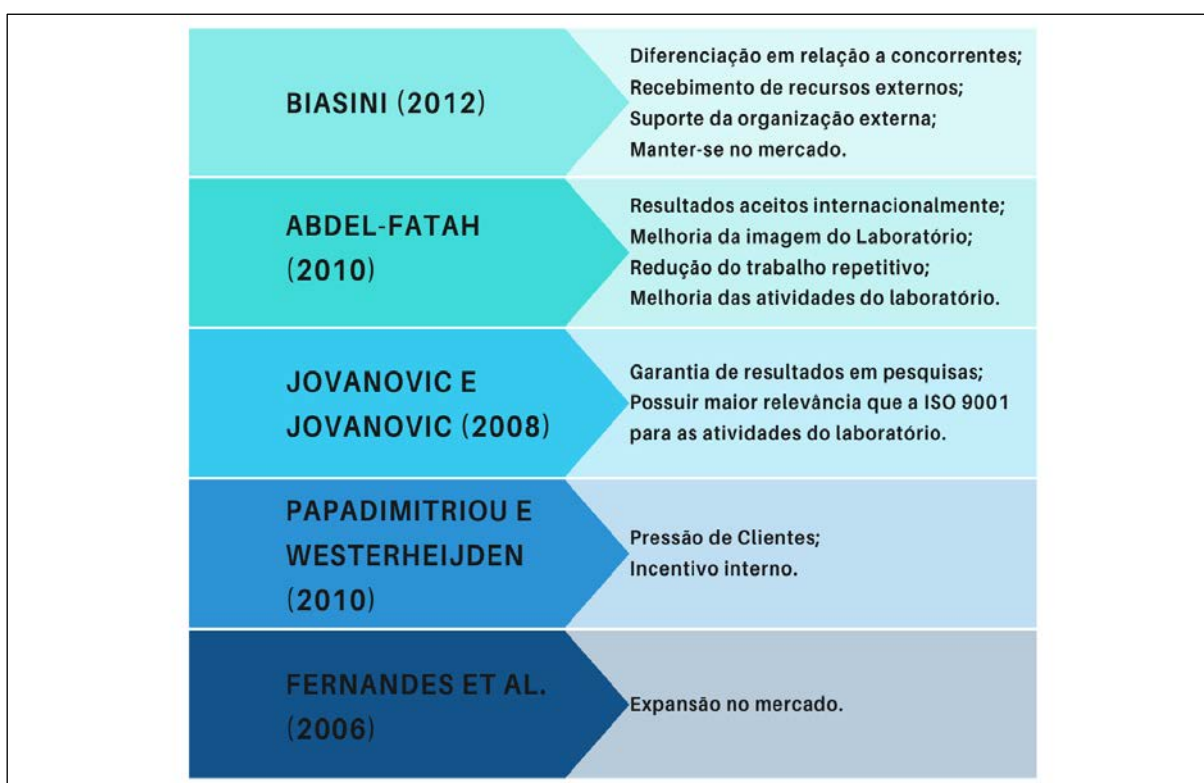 BIASINI (2012)
Diferenciação em relação a concorrentes;
Recebimento de recursos externos;
Suporte da organização externa;
Manter-se no mercado.
ABDEL-FATAH
(2010)
Resultados aceitos internacionalmente;
Melhoria da imagem do Laboratório;
Redução do trabalho repetitivo;
Melhoria das atividades do laboratório.
JOVANOVIC E
JOVANOVIC (2008)
Garantia de resultados em pesquisas;
Possuir maior relevância que a ISO 9001
para as atividades do laboratório.
PAPADIMITRIOU E
WESTERHEIJDEN
(2010)
Pressão de Clientes;
Incentivo interno.
FERNANDES ET AL.
(2006)
Expansão no mercado.